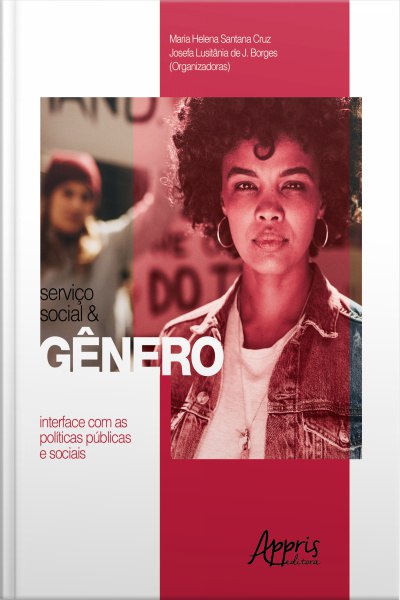 Maria Helena Santana Cruz
Josefa Lusitânia de J. Borges
(Organizadoras)
DO
serviço
social &
GÊNERO
interface com as
políticas públicas
e sociais
Appris
editora